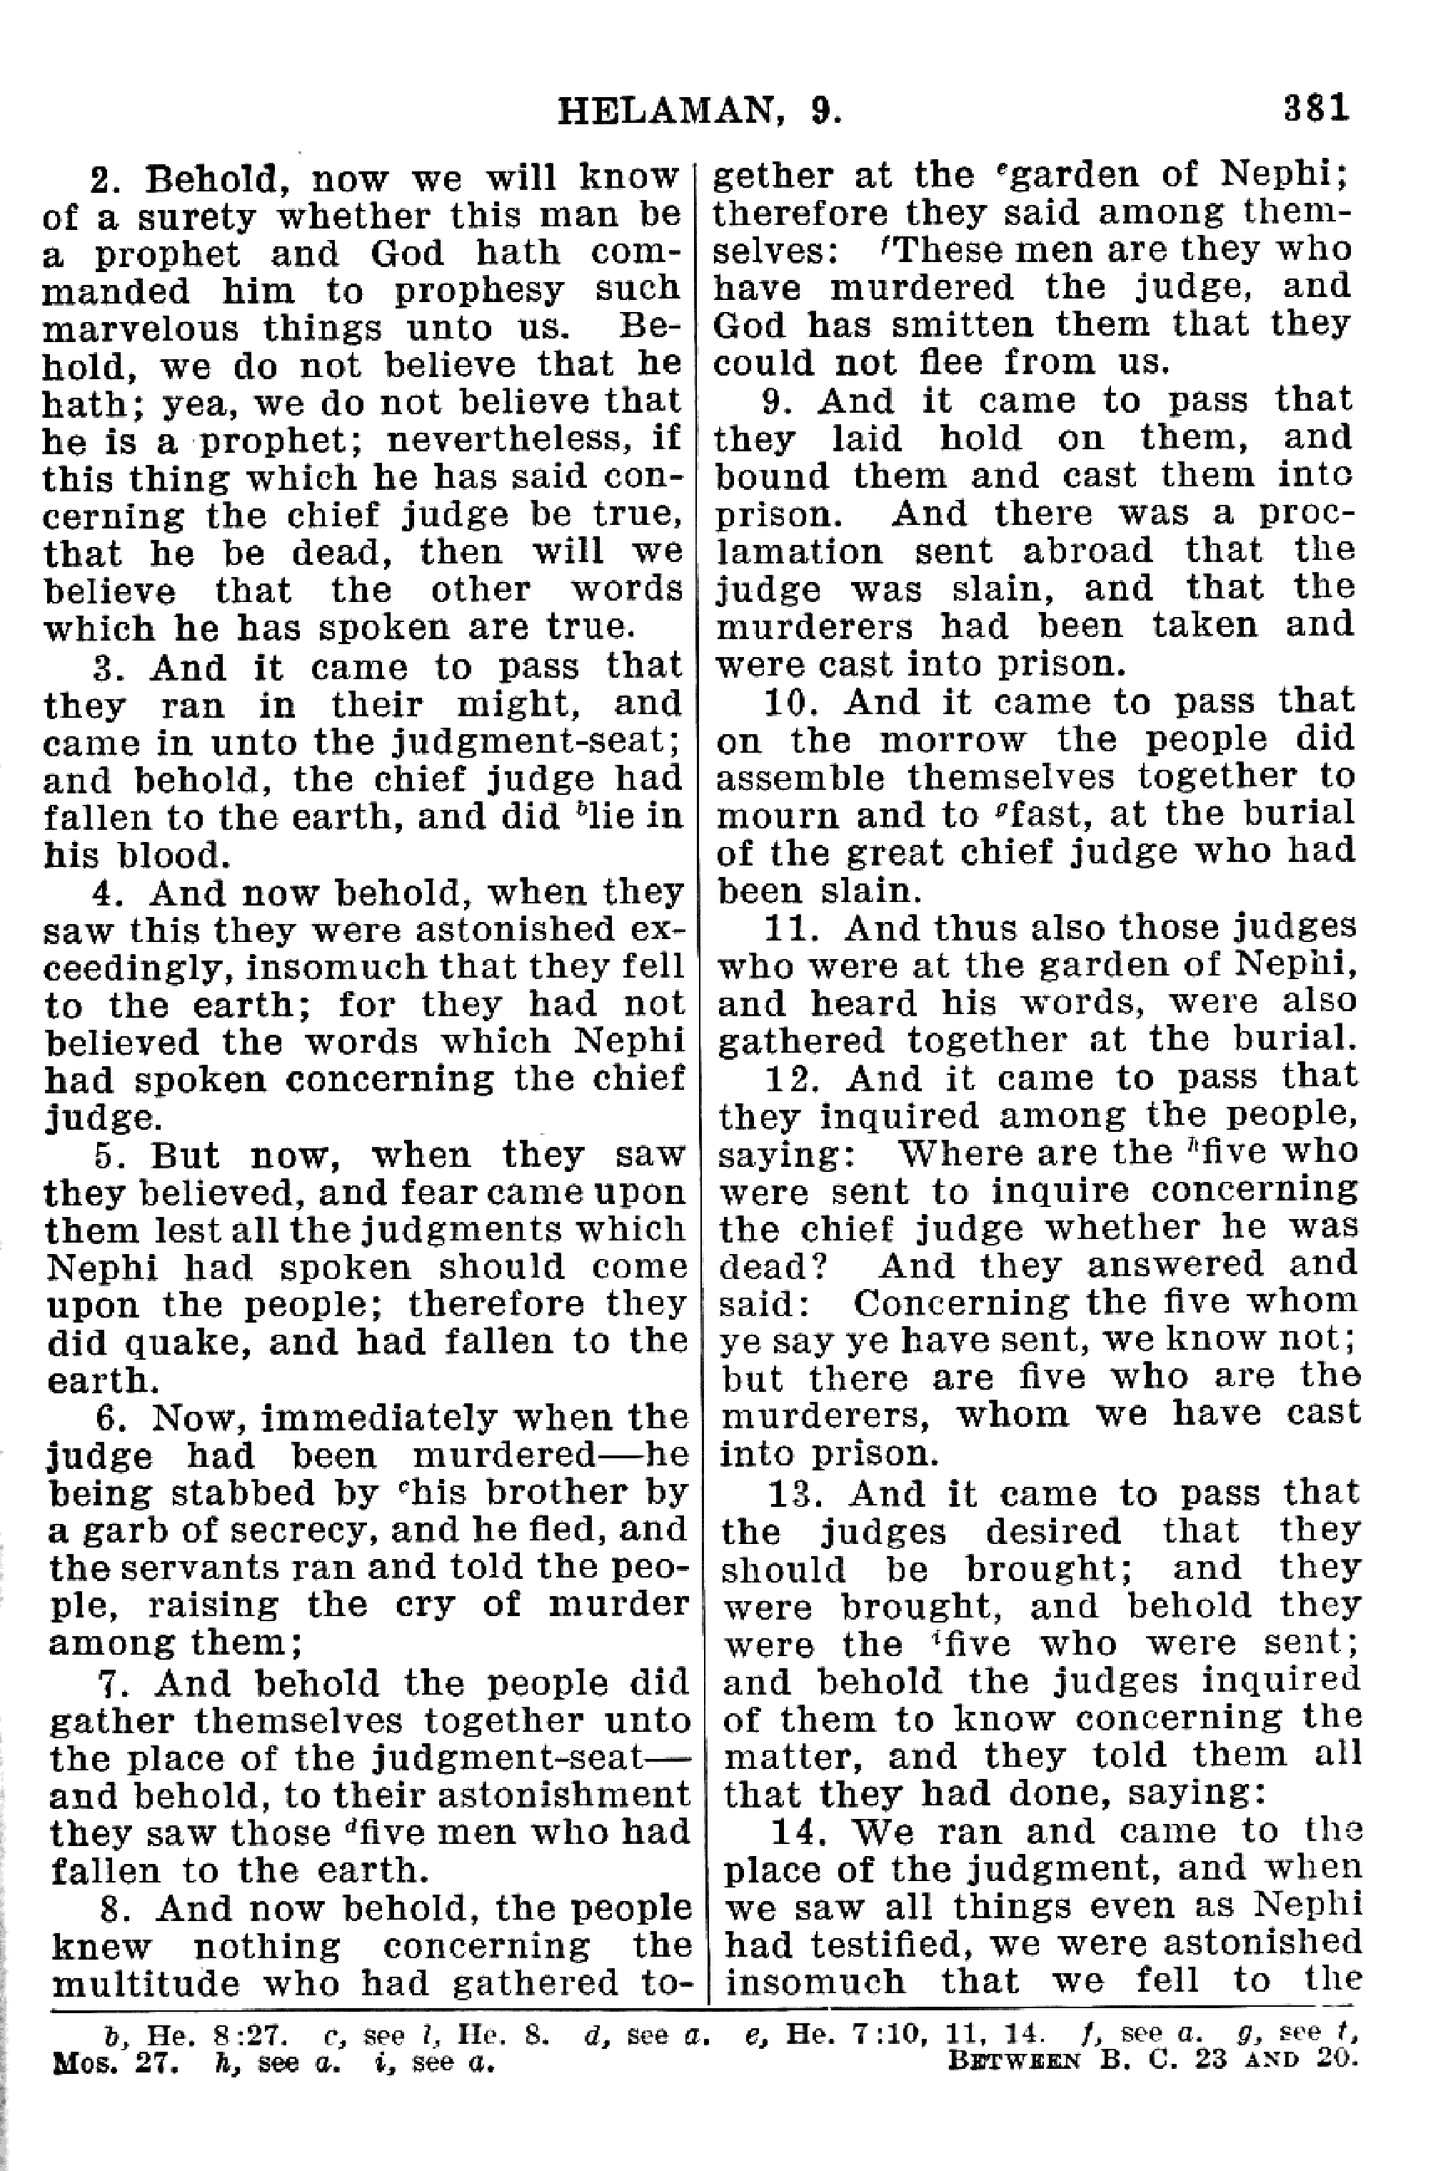 HELAMAN, 9. 381
2. Behold, now we will know
of a surety whether this man be
a prophet and God hath com-
manded him to prophesy such
marvelous things unto us. Be-
hold, we do not believe that he
hath; yea, we do not believe that
he is a prophet; nevertheless, if
this thing which he has said con-
cerning the chief judge be true,
that he be dead, then will we
believe that the other words
which he has spoken are true.
3. And it came to pass that
they ran in their might, and
came in unto the judgment-seat;
and behold, the chief judge had
fallen to the earth, and did ᵇlie in
his blood.
4. And now behold, when they
saw this they were astonished ex-
ceedingly, insomuch that they fell
to the earth; for they had not
believed the words which Nephi
had spoken concerning the chief
judge.
5. But now, when they saw
they believed, and fear came upon
them lest all the judgments which
Nephi had spoken should come
upon the people; therefore they
did quake, and had fallen to the
earth.
6. Now, immediately when the
judge had been murdered—he
being stabbed by ᶜhis brother by
a garb of secrecy, and he fled, and
the servants ran and told the peo-
ple, raising the cry of murder
among them;
7. And behold the people did
gather themselves together unto
the place of the judgment-seat—
and behold, to their astonishment
they saw those ᵈfive men who had
fallen to the earth.
8. And now behold, the people
knew nothing concerning the
multitude who had gathered to-
gether at the ᵉgarden of Nephi;
therefore they said among them-
selves: ᶠThese men are they who
have murdered the judge, and
God has smitten them that they
could not flee from us.
9. And it came to pass that
they laid hold on them, and
bound them and cast them into
prison. And there was a proc-
lamation sent abroad that the
judge was slain, and that the
murderers had been taken and
were cast into prison.
10. And it came to pass that
on the morrow the people did
assemble themselves together to
mourn and to ᵍfast, at the burial
of the great chief judge who had
been slain.
11. And thus also those judges
who were at the garden of Nephi,
and heard his words, were also
gathered together at the burial.
12. And it came to pass that
they inquired among the people,
saying: Where are the ʰfive who
were sent to inquire concerning
the chief judge whether he was
dead? And they answered and
said: Concerning the five whom
ye say ye have sent, we know not;
but there are five who are the
murderers, whom we have cast
into prison.
13. And it came to pass that
the judges desired that they
should be brought; and they
were brought, and behold they
were the ⁱfive who were sent;
and behold the judges inquired
of them to know concerning the
matter, and they told them all
that they had done, saying:
14. We ran and came to the
place of the judgment, and when
we saw all things even as Nephi
had testified, we were astonished
insomuch that we fell to the
b, He. 8:27. c, see l, He. 8. d, see a. e, He. 7:10, 11, 14. f, see a. g, see t,
Mos. 27. h, see a. i, see a. BETWEEN B. C. 23 AND 20.